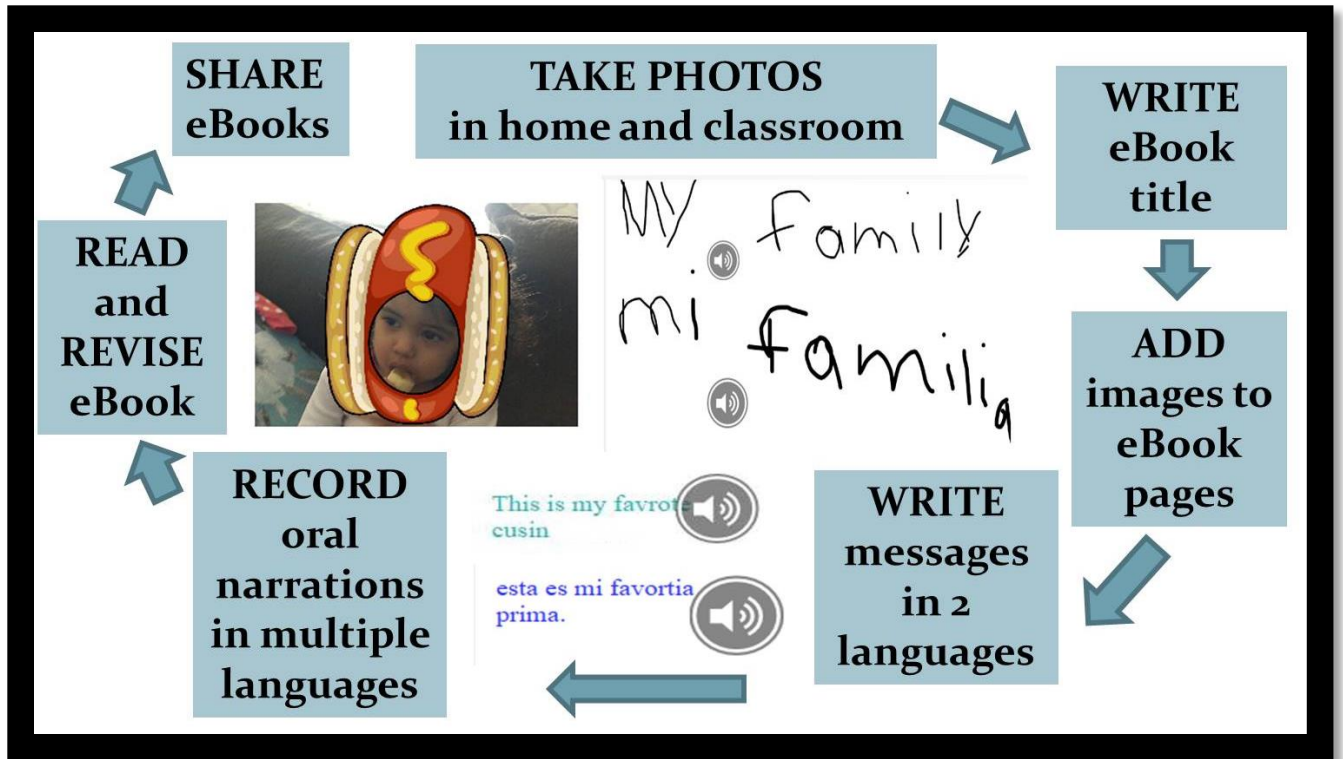 SHARE
eBooks
TAKE PHOTOS
in home and classroom
WRITE
eBook
title
ADD
images to
eBook
pages
WRITE
messages
in 2
languages
RECORD
oral
narrations
in multiple
languages
READ
and
REVISE
eBook
My family
mi familia
This is my favrote
cusin
esta es mi favortia
prima.